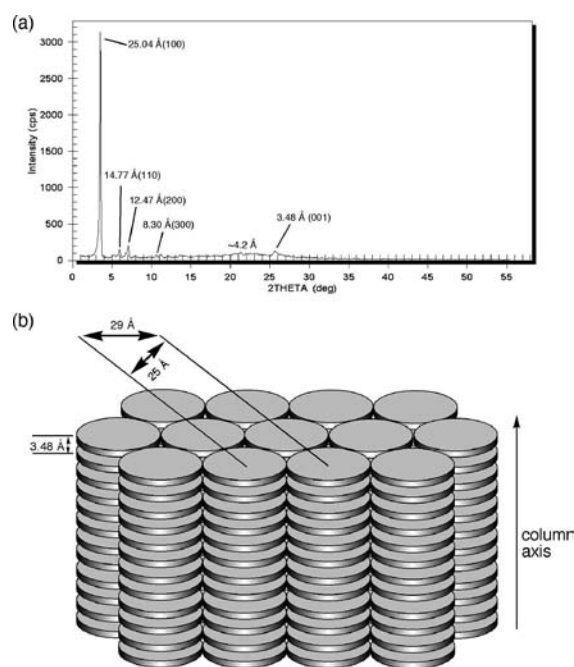 (a)
3000
2500
2000
1500
1000
500
0
Intensity (cps)
25.04 Å(100)
14.77 Å(110)
12.47 Å(200)
8.30 Å(300)
~4.2 Å
3.48 Å (001)
0 5 10 15 20 25 30 35 40 45 50 55
2THETA (deg)
(b)
29 Å
25 Å
3.48 Å
column
axis